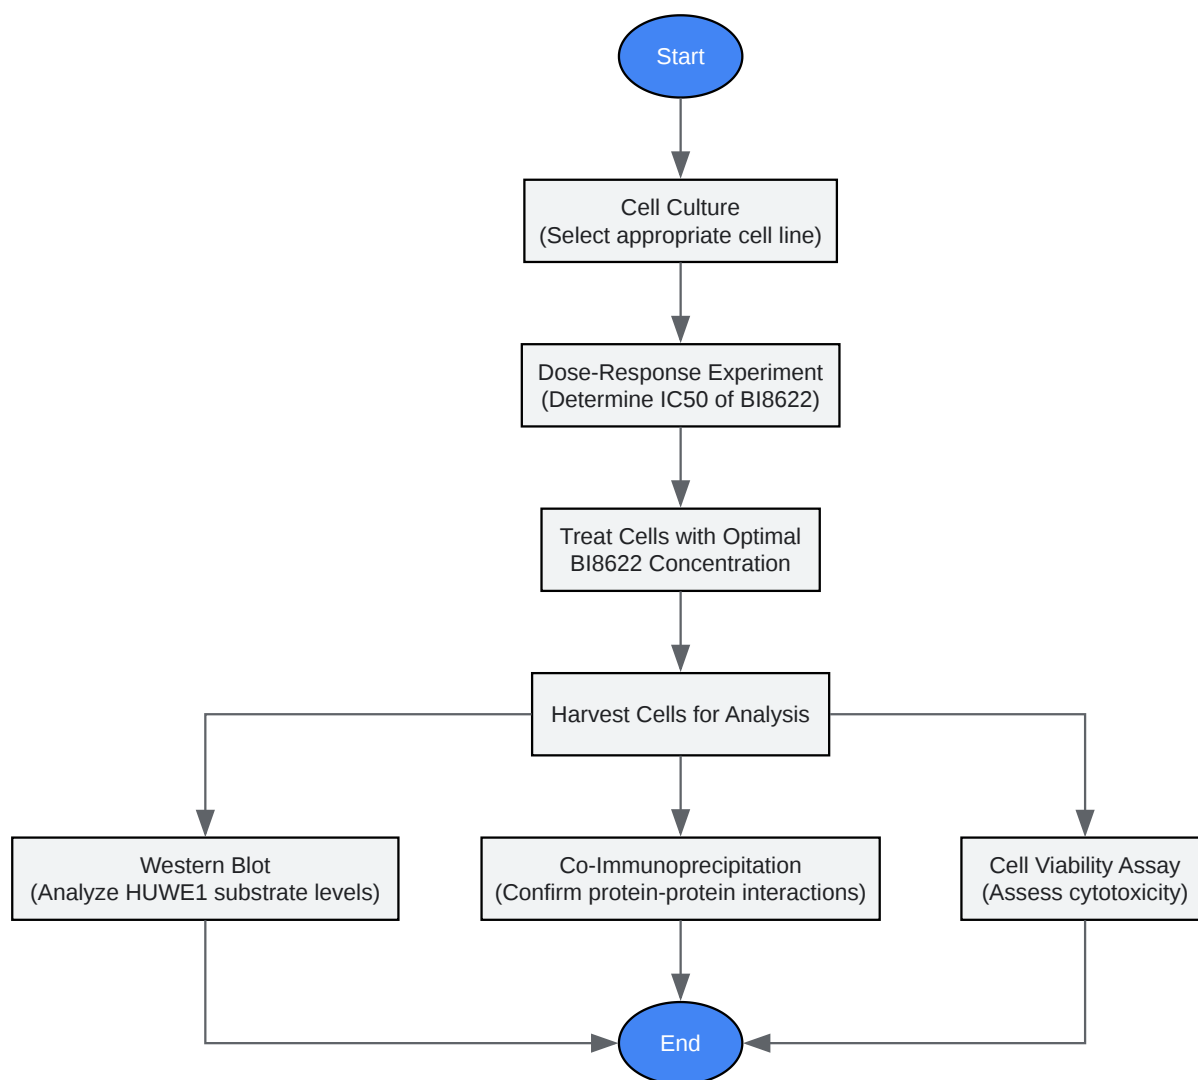 Start
Cell Culture
(Select appropriate cell line)
Dose-Response Experiment
(Determine IC50 of BI8622)
Treat Cells with Optimal
BI8622 Concentration
Harvest Cells for Analysis
Western Blot
(Analyze HUWE1 substrate levels)
Co-Immunoprecipitation
(Confirm protein-protein interactions)
Cell Viability Assay
(Assess cytotoxicity)
End